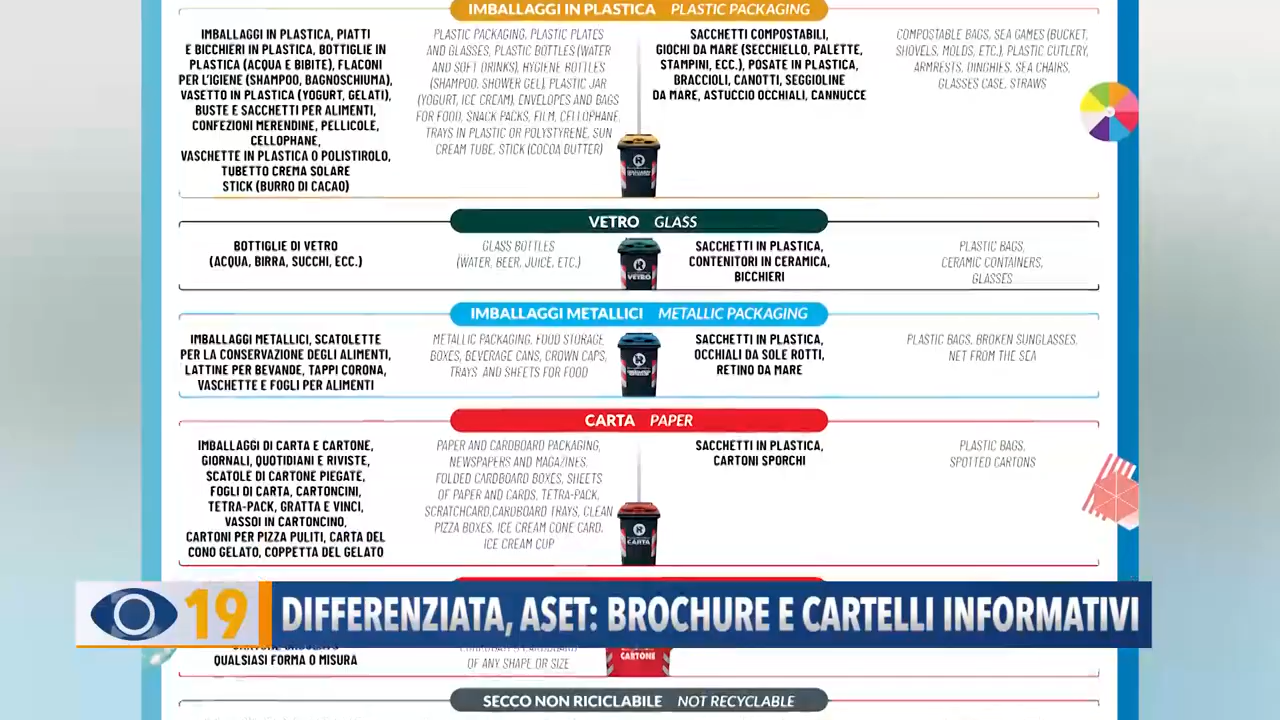 IMBALLAGGI IN PLASTICA PLASTIC PACKAGING
IMBALLAGGI IN PLASTICA, PIATTI
E BICCHIERI IN PLASTICA, BOTTIGLIE IN
PLASTICA (ACQUA E BIBITE), FLACONI
PER L'IGIENE (SHAMPOO, BAGNOSCHIUMA),
VASETTO IN PLASTICA (YOGURT, GELATI),
BUSTE E SACCHETTI PER ALIMENTI,
CONFEZIONI MERENDINE, PELLICOLE,
CELLOPHANE,
VASCHETTE IN PLASTICA O POLISTIROLO,
TUBETTO CREMA SOLARE
STICK (BURRO DI CACAO)
PLASTIC PACKAGING, PLASTIC PLATES
AND GLASSES, PLASTIC BOTTLES (WATER
AND SOFT DRINKS), HYGIENE BOTTLES
(SHAMPOO, SHOWER GEL), PLASTIC JAR
(YOGURT, ICE CREAM), ENVELOPES AND BAGS
FOR FOOD, SNACK PACKS, FILM, CELLOPHANE,
TRAYS IN PLASTIC OR POLYSTYRENE, SUN
CREAM TUBE, STICK (COCOA BUTTER)
SACCHETTI COMPOSTABILI,
GIOCHI DA MARE (SECCHIELLO, PALETTE,
STAMPINI, ECC.), POSATE IN PLASTICA,
BRACCIOLI, CANOTTI, SEGGIOLINE
DA MARE, ASTUCCIO OCCHIALI, CANNUCCE
COMPOSTABLE BAGS, SEA GAMES (BUCKET,
SHOVELS, MOLDS, ETC.), PLASTIC CUTLERY,
ARMRESTS, DINGHIES, SEA CHAIRS,
GLASSES CASE, STRAWS
VETRO GLASS
BOTTIGLIE DI VETRO
(ACQUA, BIRRA, SUCCHI, ECC.)
GLASS BOTTLES
(WATER, BEER, JUICE, ETC.)
VETRO
SACCHETTI IN PLASTICA,
CONTENITORI IN CERAMICA,
BICCHIERI
PLASTIC BAGS,
CERAMIC CONTAINERS,
GLASSES
IMBALLAGGI METALLICI METALLIC PACKAGING
IMBALLAGGI METALLICI, SCATOLETTE
PER LA CONSERVAZIONE DEGLI ALIMENTI,
LATTINE PER BEVANDE, TAPPI CORONA,
VASCHETTE E FOGLI PER ALIMENTI
METALLIC PACKAGING, FOOD STORAGE
BOXES, BEVERAGE CANS, CROWN CAPS,
TRAYS AND SHEETS FOR FOOD
SACCHETTI IN PLASTICA,
OCCHIALI DA SOLE ROTTI,
RETINO DA MARE
PLASTIC BAGS, BROKEN SUNGLASSES,
NET FROM THE SEA
CARTA PAPER
IMBALLAGGI DI CARTA E CARTONE,
GIORNALI, QUOTIDIANI E RIVISTE,
SCATOLE DI CARTONE PIEGATE,
FOGLI DI CARTA, CARTONCINI,
TETRA-PACK, GRATTA E VINCI,
VASSOI IN CARTONCINO,
CARTONI PER PIZZA PULITI, CARTA DEL
CONO GELATO, COPPETTA DEL GELATO
PAPER AND CARDBOARD PACKAGING,
NEWSPAPERS AND MAGAZINES,
FOLDED CARDBOARD BOXES, SHEETS
OF PAPER AND CARDS, TETRA-PACK,
SCRATCHCARD,CARDBOARD TRAYS, CLEAN
PIZZA BOXES, ICE CREAM CONE CARD,
ICE CREAM CUP
CARTA
SACCHETTI IN PLASTICA,
CARTONI SPORCHI
PLASTIC BAGS,
SPOTTED CARTONS
19 DIFFERENZIATA, ASET: BROCHURE E CARTELLI INFORMATIVI
QUALSIASI FORMA O MISURA
OF ANY SHAPE OR SIZE
CARTONE
SECCO NON RICICLABILE NOT RECYCLABLE